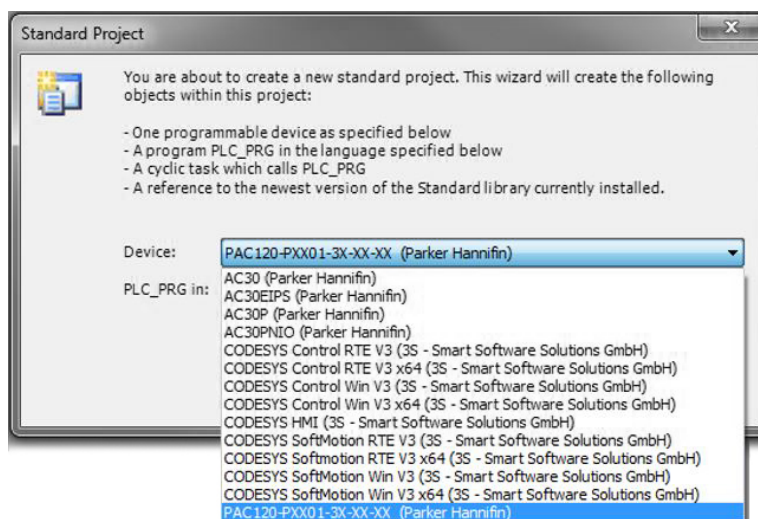 Standard Project
X
You are about to create a new standard project. This wizard will create the following
objects within this project:
- One programmable device as specified below
- A program PLC_PRG in the language specified below
- A cyclic task which calls PLC_PRG
- A reference to the newest version of the Standard library currently installed.
Device:
PAC120-PXX01-3X-XX-XX (Parker Hannifin)
PLC_PRG in:
AC30 (Parker Hannifin)
AC30EIPS (Parker Hannifin)
AC30P (Parker Hannifin)
AC30PNIO (Parker Hannifin)
CODESYS Control RTE V3 (3S - Smart Software Solutions GmbH)
CODESYS Control RTE V3 x64 (3S - Smart Software Solutions GmbH)
CODESYS Control Win V3 (3S - Smart Software Solutions GmbH)
CODESYS Control Win V3 x64 (3S - Smart Software Solutions GmbH)
CODESYS HMI (3S - Smart Software Solutions GmbH)
CODESYS SoftMotion RTE V3 (3S - Smart Software Solutions GmbH)
CODESYS Softmotion RTE V3 x64 (3S - Smart Software Solutions GmbH)
CODESYS SoftMotion Win V3 (3S - Smart Software Solutions GmbH)
CODESYS SoftMotion Win V3 x64 (3S - Smart Software Solutions GmbH)
PAC120-PXX01-3X-XX-XX (Parker Hannifin)